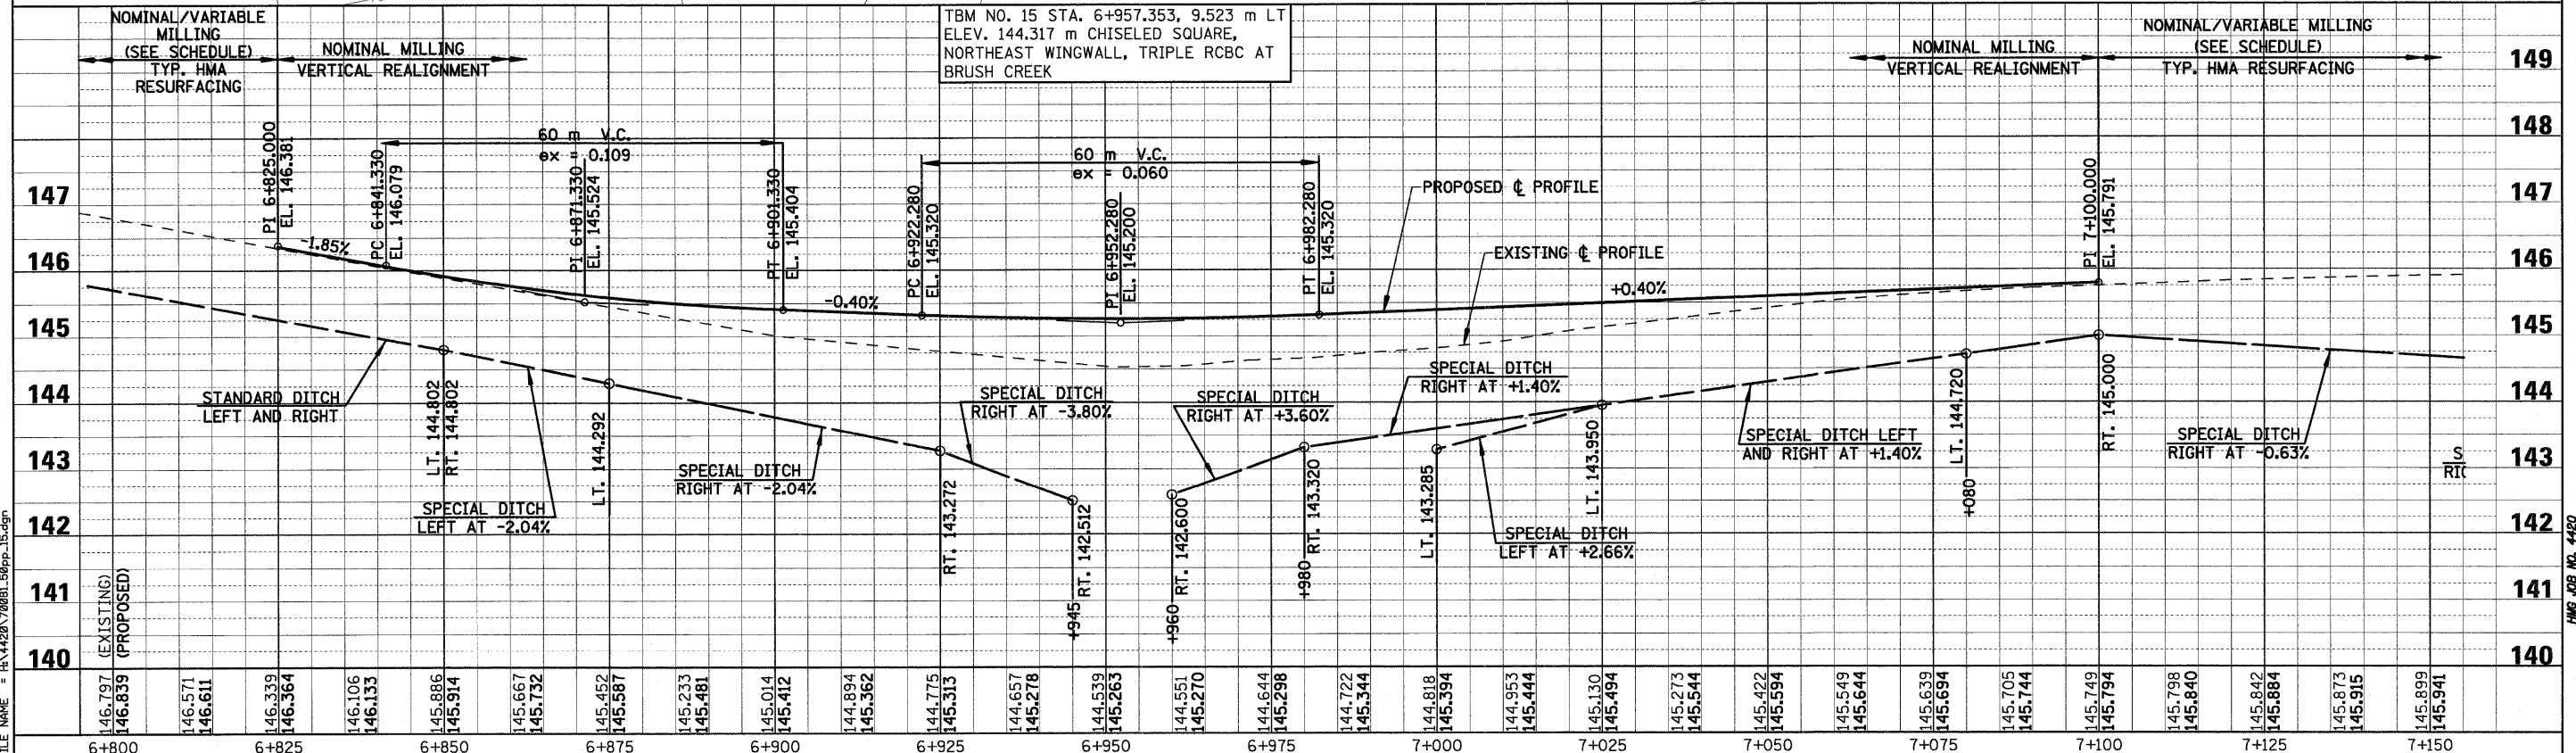 NOMINAL/VARIABLE
MILLING
(SEE SCHEDULE)
TYP. HMA
RESURFACING
NOMINAL MILLING
VERTICAL REALIGNMENT
TBM NO. 15 STA. 6+957.353, 9.523 m LT
ELEV. 144.317 m CHISELED SQUARE,
NORTHEAST WINGWALL, TRIPLE RCBC AT
BRUSH CREEK
NOMINAL MILLING
VERTICAL REALIGNMENT
NOMINAL/VARIABLE MILLING
(SEE SCHEDULE)
TYP. HMA RESURFACING
149
148
147
146
145
144
143
142
141
140
147
146
145
144
143
142
141
140
PI 6+825.000
EL. 146.381
-1.85%
PC 6+841.330
EL. 146.079
60 m V.C.
ex = 0.109
PI 6+871.330
EL. 145.524
PT 6+901.330
EL. 145.404
-0.40%
PC 6+922.280
EL. 145.320
60 m V.C.
ex = 0.060
PI 6+952.280
EL. 145.200
PT 6+982.280
EL. 145.320
PROPOSED ℄ PROFILE
EXISTING ℄ PROFILE
+0.40%
PI 7+100.000
EL. 145.791
STANDARD DITCH
LEFT AND RIGHT
LT. 144.802
RT. 144.802
SPECIAL DITCH
LEFT AT -2.04%
LT. 144.292
SPECIAL DITCH
RIGHT AT -2.04%
RT. 143.272
SPECIAL DITCH
RIGHT AT -3.80%
+945
RT. 142.512
+960
RT. 142.600
SPECIAL DITCH
RIGHT AT +3.60%
+980
RT. 143.320
SPECIAL DITCH
RIGHT AT +1.40%
LT. 143.285
SPECIAL DITCH
LEFT AT +2.66%
LT. 143.950
SPECIAL DITCH LEFT
AND RIGHT AT +1.40%
+080
LT. 144.720
RT. 145.000
SPECIAL DITCH
RIGHT AT -0.63%
S
RI
(EXISTING)
(PROPOSED)
146.797
146.839
146.571
146.611
146.339
146.364
146.106
146.133
145.886
145.914
145.667
145.732
145.452
145.587
145.233
145.481
145.014
145.412
144.894
145.362
144.775
145.313
144.657
145.278
144.539
145.263
144.551
145.270
144.644
145.298
144.722
145.344
144.818
145.394
144.953
145.444
145.130
145.494
145.273
145.544
145.422
145.594
145.549
145.644
145.639
145.694
145.705
145.744
145.749
145.794
145.798
145.840
145.842
145.884
145.873
145.915
145.899
145.941
6+800 6+825 6+850 6+875 6+900 6+925 6+950 6+975 7+000 7+025 7+050 7+075 7+100 7+125 7+150
HMG JOB NO. 4420